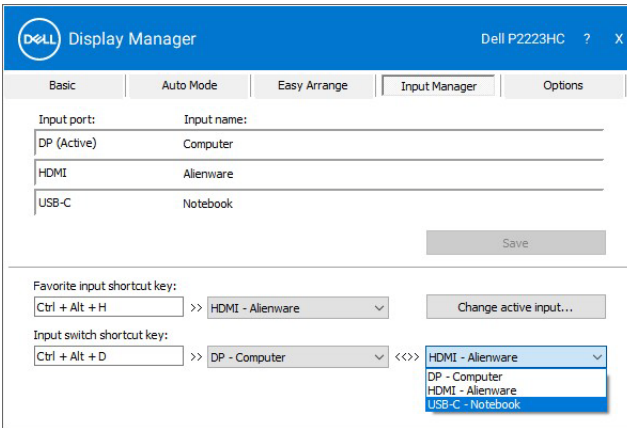 DELL Display Manager Dell P2223HC ? X
Basic Auto Mode Easy Arrange Input Manager Options
Input port: Input name:
DP (Active) Computer
HDMI Alienware
USB-C Notebook
Save
Favorite input shortcut key:
Ctrl + Alt + H >> HDMI - Alienware Change active input...
Input switch shortcut key:
Ctrl + Alt + D >> DP - Computer <<>> HDMI - Alienware
DP - Computer
HDMI - Alienware
USB-C - Notebook